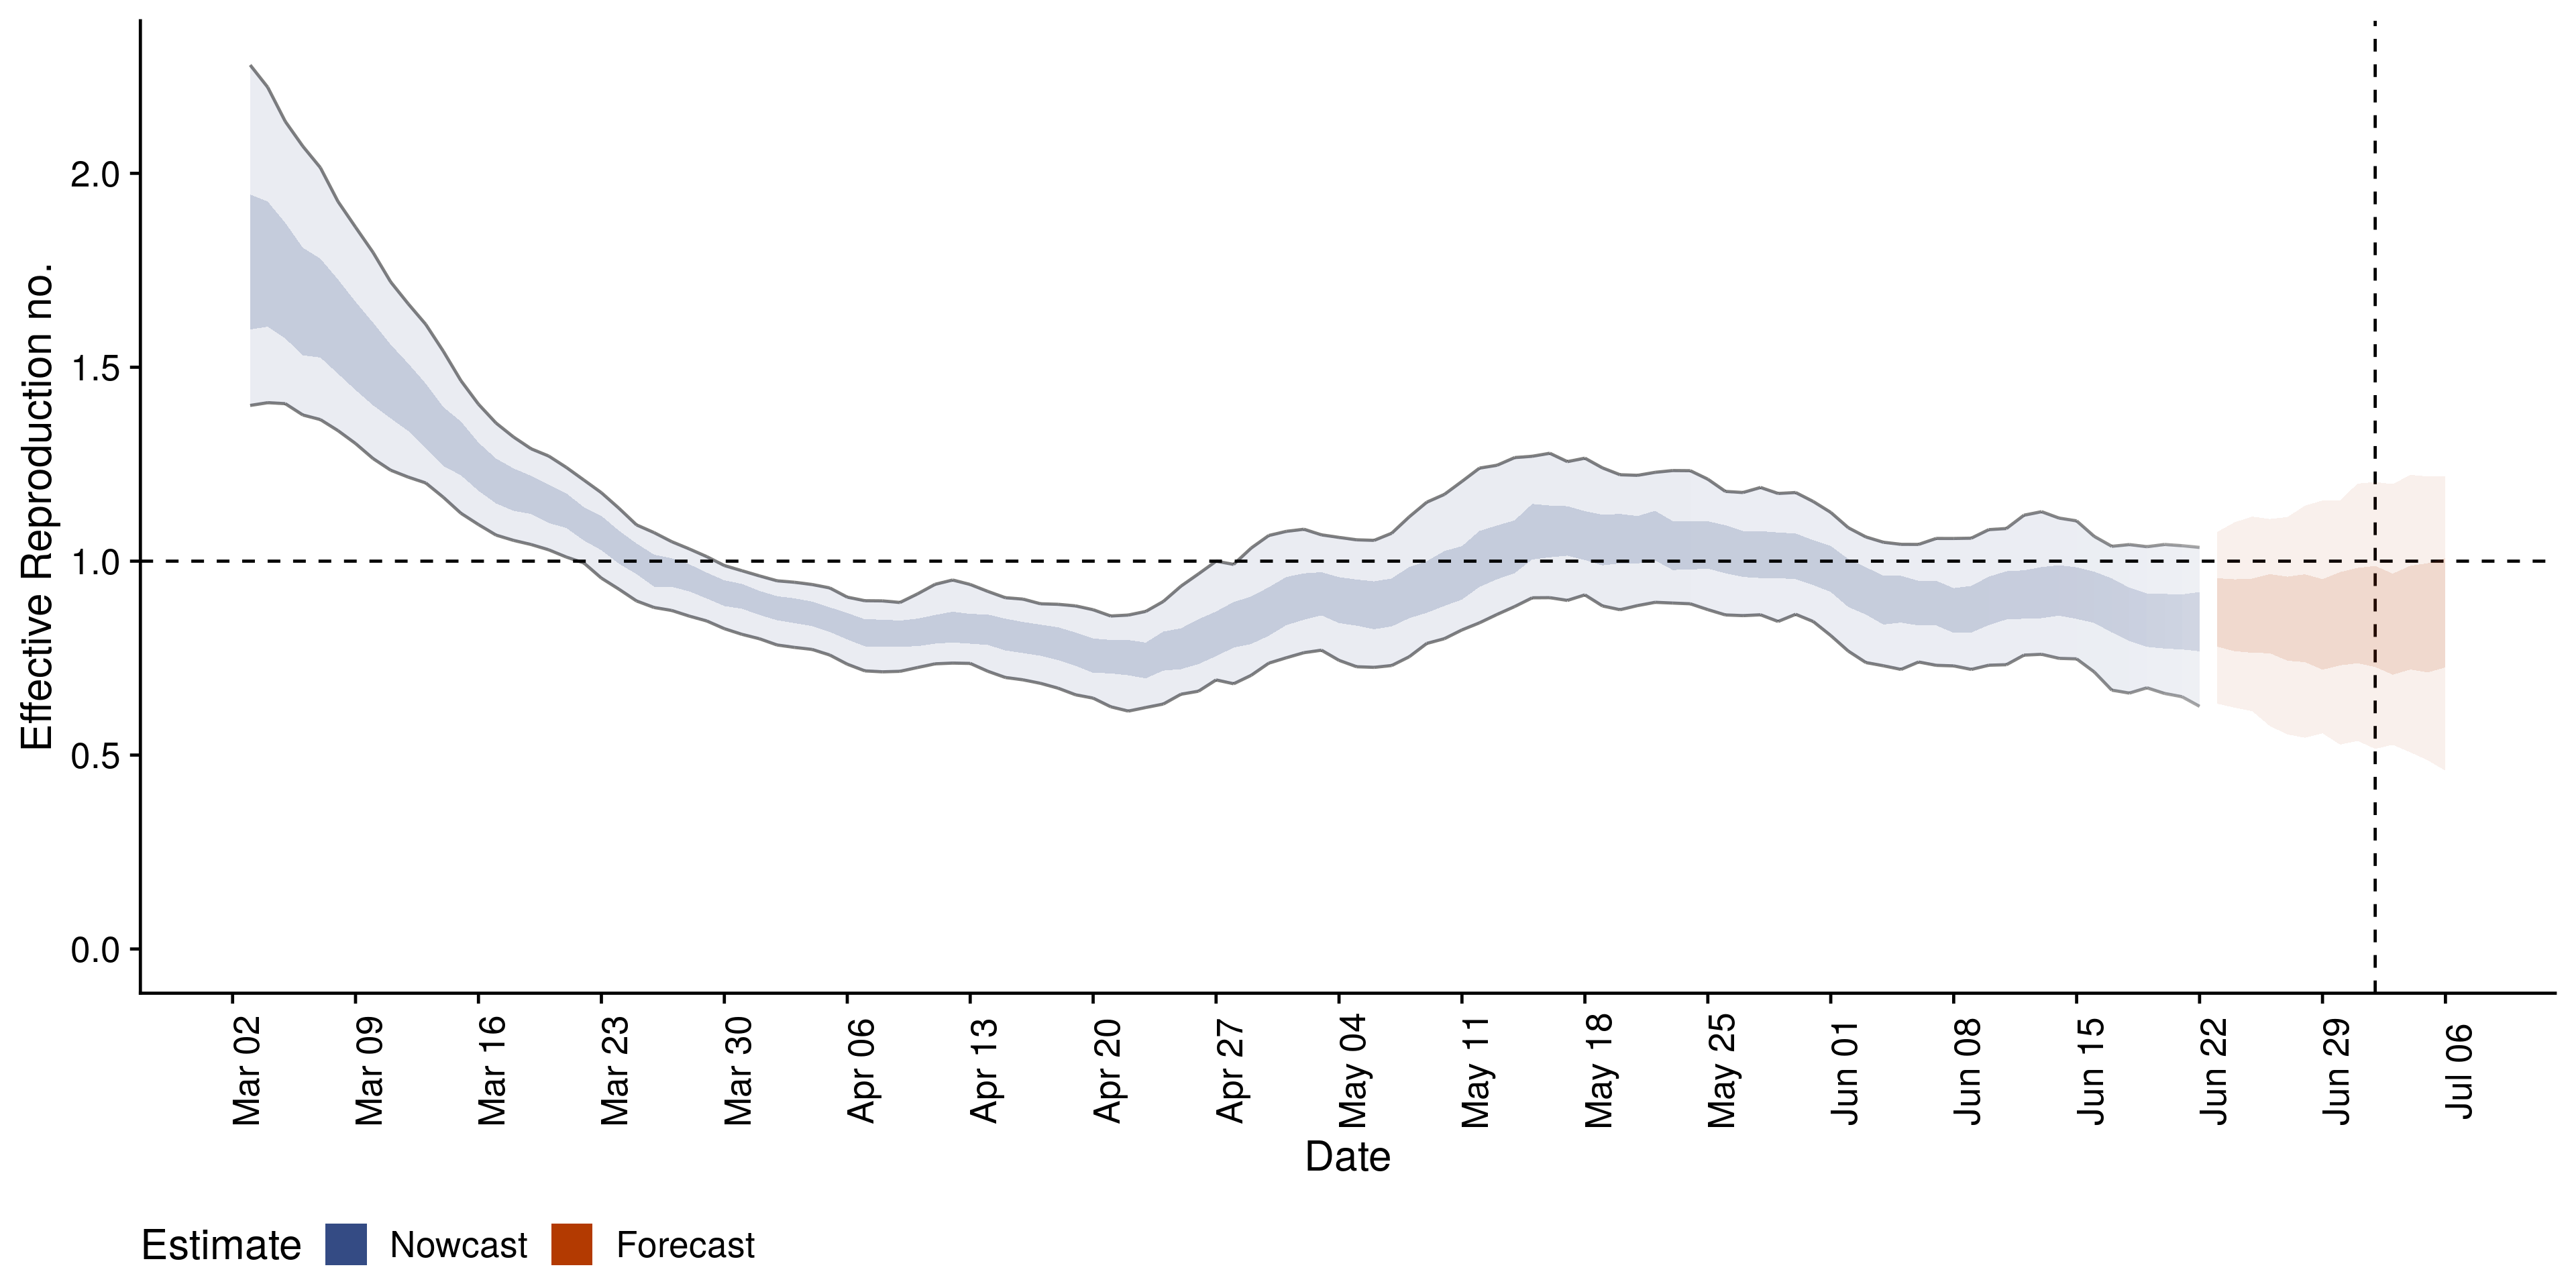 Effective Reproduction no.
2.0
1.5
1.0
0.5
0.0
Mar 02
Mar 09
Mar 16
Mar 23
Mar 30
Apr 06
Apr 13
Apr 20
Apr 27
May 04
May 11
May 18
May 25
Jun 01
Jun 08
Jun 15
Jun 22
Jun 29
Jul 06
Date
Estimate Nowcast Forecast